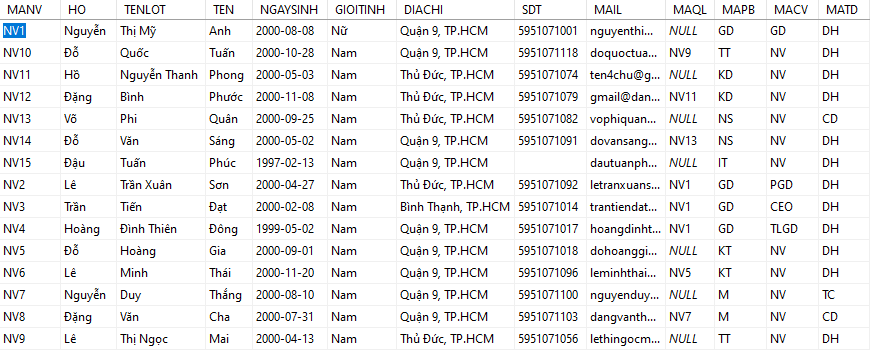 MANV HO TENLOT TEN NGAYSINH GIOITINH DIACHI SDT MAIL MAQL MAPB MACV MATD
NV1 Nguyễn Thị Mỹ Anh 2000-08-08 Nữ Quận 9, TP.HCM 5951071001 nguyenthi... NULL GD GD DH
NV10 Đỗ Quốc Tuấn 2000-10-28 Nam Quận 9, TP.HCM 5951071118 doquoctua... NV9 TT NV DH
NV11 Hồ Nguyễn Thanh Phong 2000-05-03 Nam Thủ Đức, TP.HCM 5951071074 ten4chu@g... NULL KD NV DH
NV12 Đặng Bình Phước 2000-11-08 Nam Thủ Đức, TP.HCM 5951071079 gmail@dan... NV11 KD NV DH
NV13 Võ Phi Quân 2000-09-25 Nam Thủ Đức, TP.HCM 5951071082 vophiquan... NULL NS NV CD
NV14 Đỗ Văn Sáng 2000-05-02 Nam Quận 9, TP.HCM 5951071091 dovansang... NV13 NS NV DH
NV15 Đậu Tuấn Phúc 1997-02-13 Nam Quận 9, TP.HCM dautuanph... NULL IT NV DH
NV2 Lê Trần Xuân Sơn 2000-04-27 Nam Thủ Đức, TP.HCM 5951071092 letranxuans... NV1 GD PGD DH
NV3 Trần Tiến Đạt 2000-02-08 Nam Bình Thạnh, TP.HCM 5951071014 trantiendat... NV1 GD CEO DH
NV4 Hoàng Đình Thiên Đông 1999-05-02 Nam Quận 9, TP.HCM 5951071017 hoangdinht... NV1 GD TLGD DH
NV5 Đỗ Hoàng Gia 2000-09-01 Nam Quận 9, TP.HCM 5951071018 dohoanggi... NULL KT NV DH
NV6 Lê Minh Thái 2000-11-20 Nam Quận 9, TP.HCM 5951071096 leminhthai... NV5 KT NV DH
NV7 Nguyễn Duy Thắng 2000-08-10 Nam Quận 9, TP.HCM 5951071100 nguyenduy... NULL M NV TC
NV8 Đặng Văn Cha 2000-07-31 Nam Quận 9, TP.HCM 5951071103 dangvanth... NV7 M NV CD
NV9 Lê Thị Ngọc Mai 2000-04-13 Nam Thủ Đức, TP.HCM 5951071056 lethingocm... NULL TT NV DH